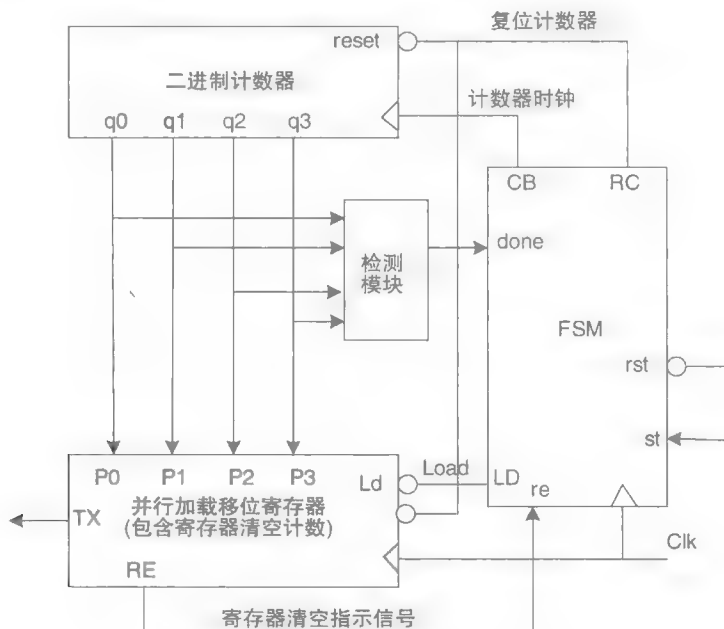 复位计数器
reset
二进制计数器
计数器时钟
q0 q1 q2 q3
CB RC
done
检测
模块
FSM
rst
st
P0 P1 P2 P3
Ld
Load
LD
re
并行加载移位寄存器
(包含寄存器清空计数)
TX
Clk
RE
寄存器清空指示信号